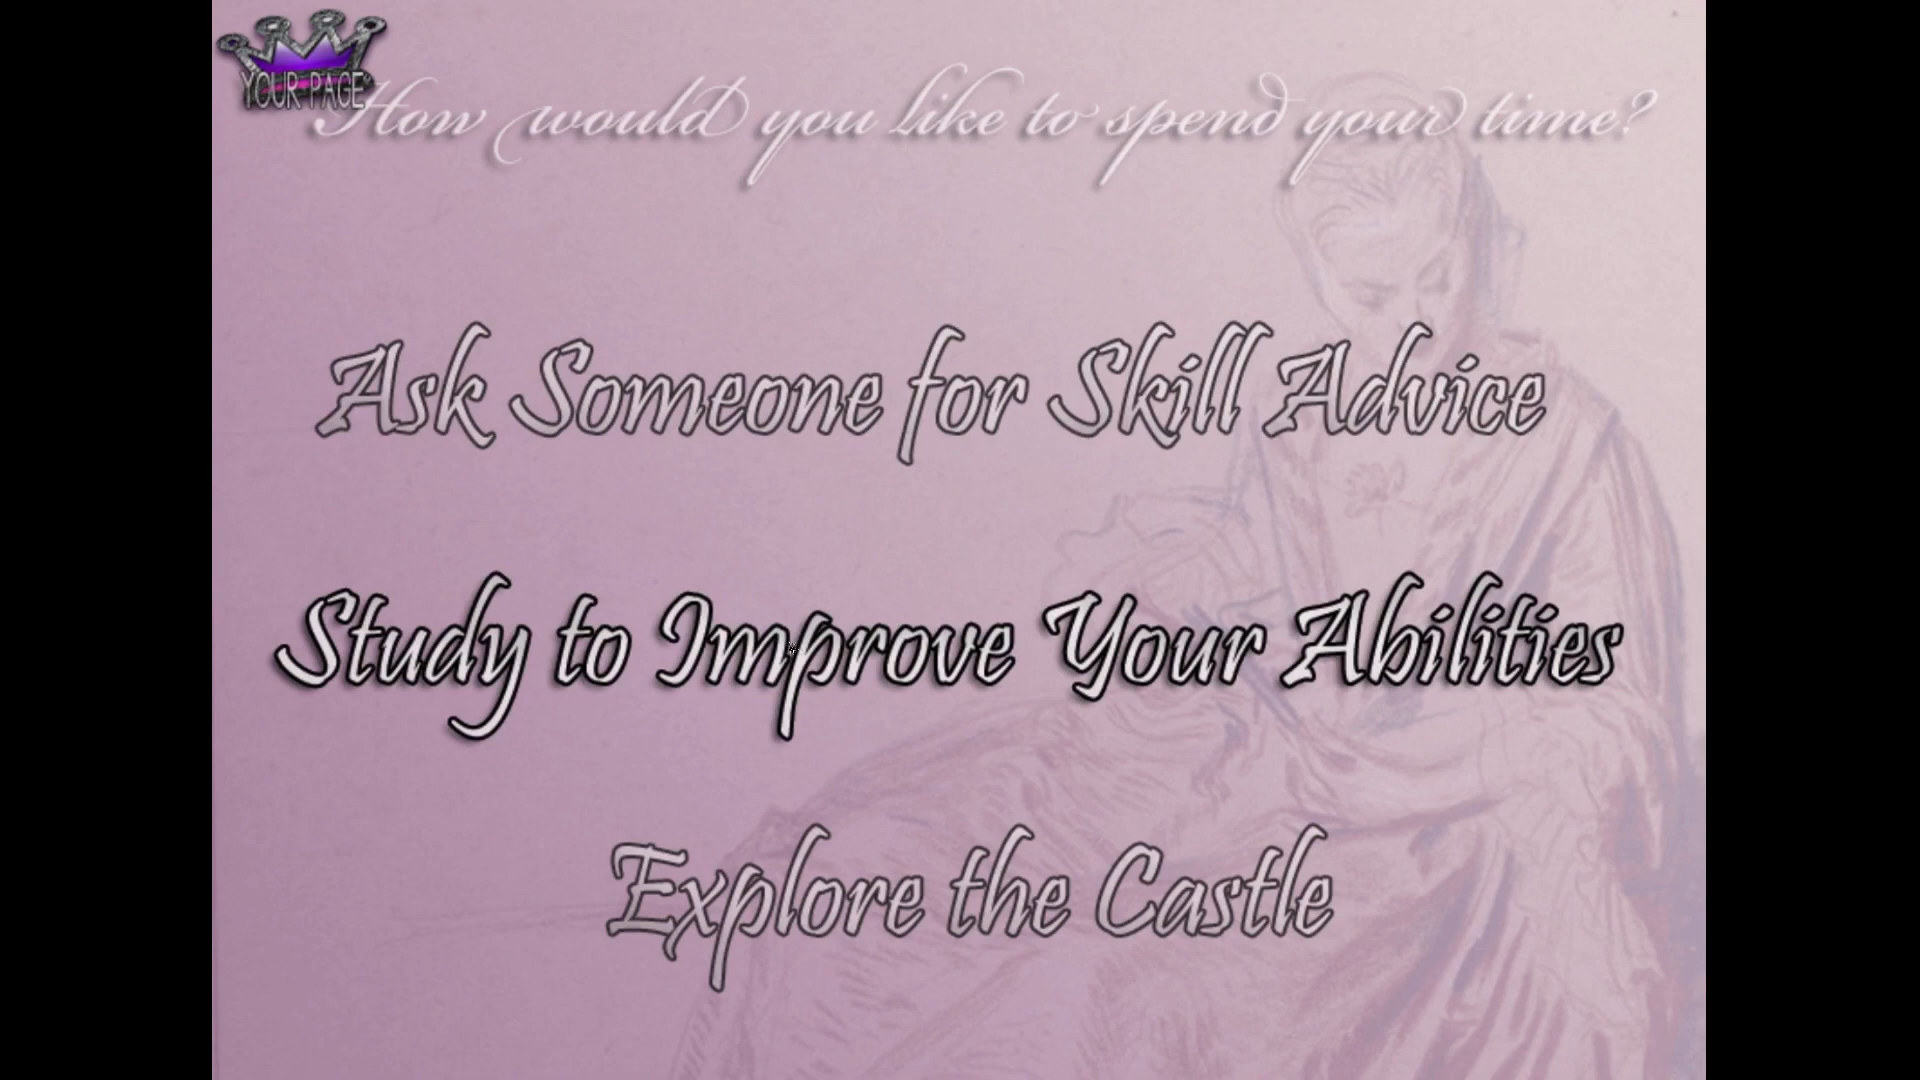 YOUR PAGE
How would you like to spend your time?
Ask Someone for Skill Advice
Study to Improve Your Abilities
Explore the Castle